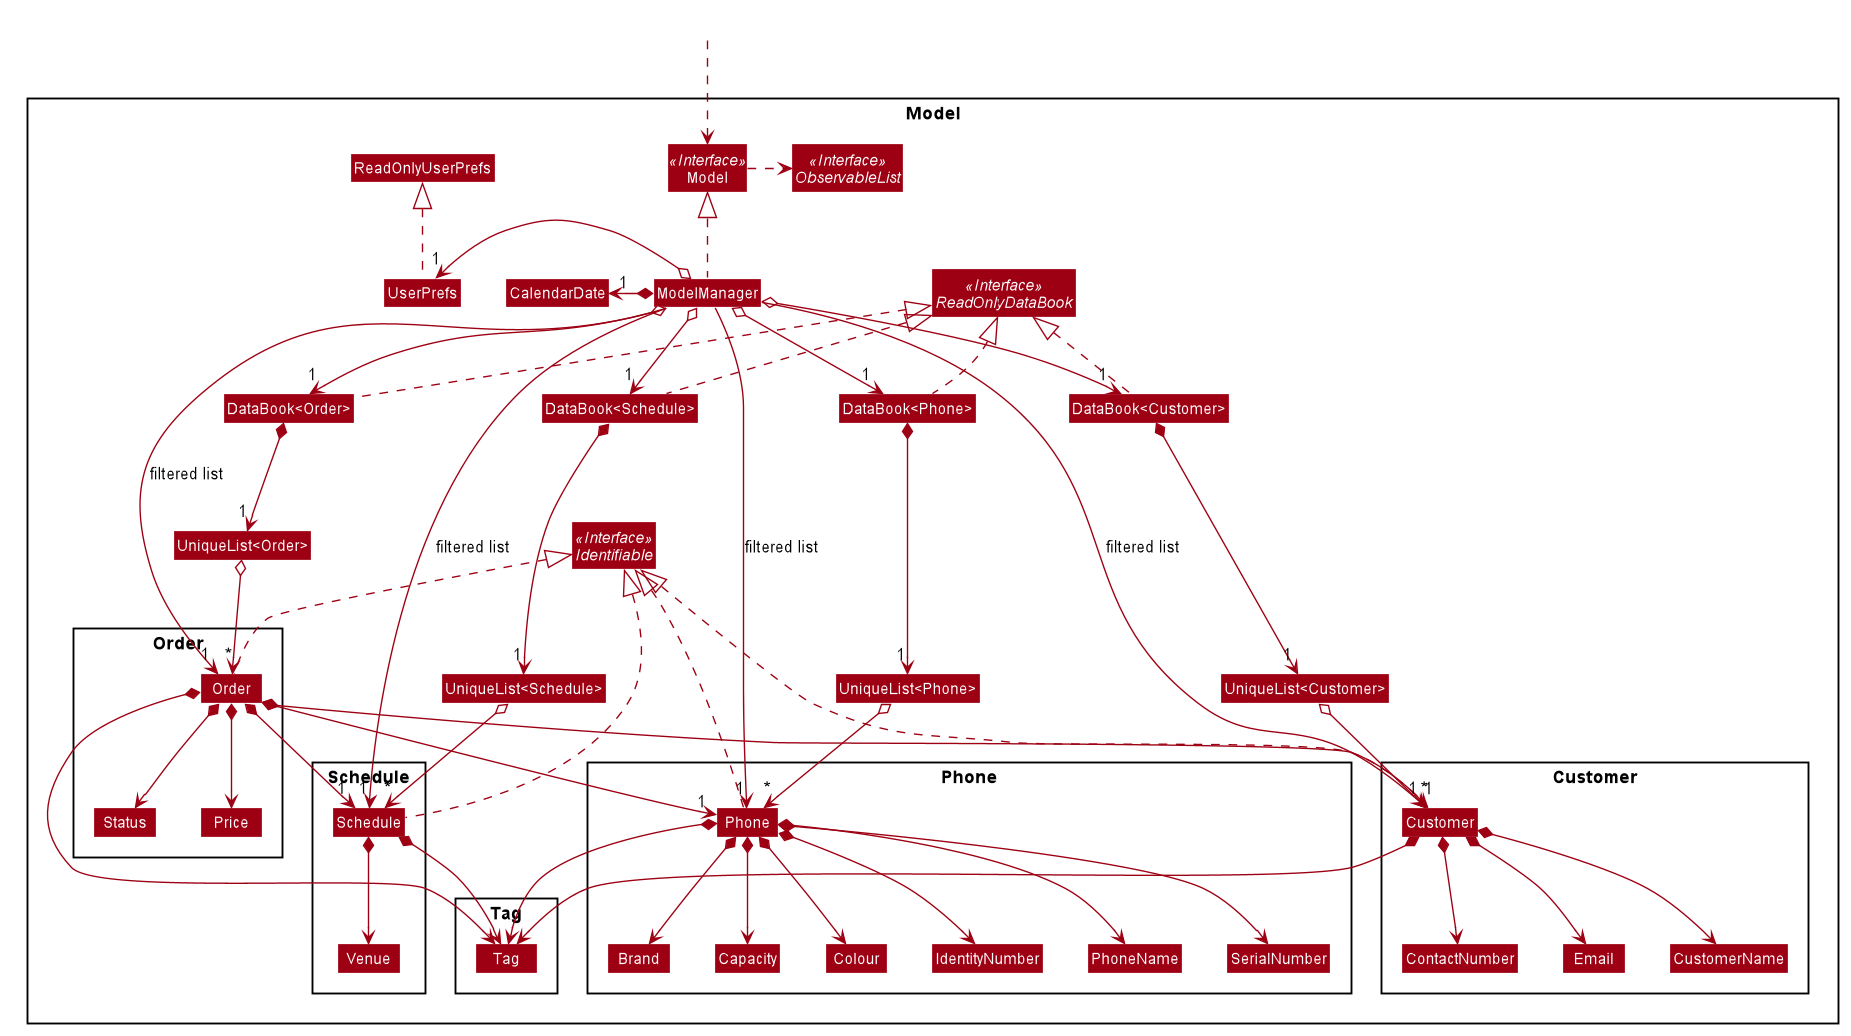 Model
«Interface»
Model
«Interface»
ObservableList
ReadOnlyUserPrefs
1
UserPrefs
CalendarDate
1
ModelManager
«Interface»
ReadOnlyDataBook
1
1
1
1
DataBook<Order>
DataBook<Schedule>
DataBook<Phone>
DataBook<Customer>
filtered list
1
UniqueList<Order>
filtered list
«Interface»
Identifiable
filtered list
filtered list
Order
1
*
1
1
1
Order
UniqueList<Schedule>
UniqueList<Phone>
UniqueList<Customer>
Schedule
Phone
Customer
1
1
*
1
1
*
1
*
1
Status
Price
Schedule
Phone
Customer
Tag
Venue
Tag
Brand
Capacity
Colour
IdentityNumber
PhoneName
SerialNumber
ContactNumber
Email
CustomerName